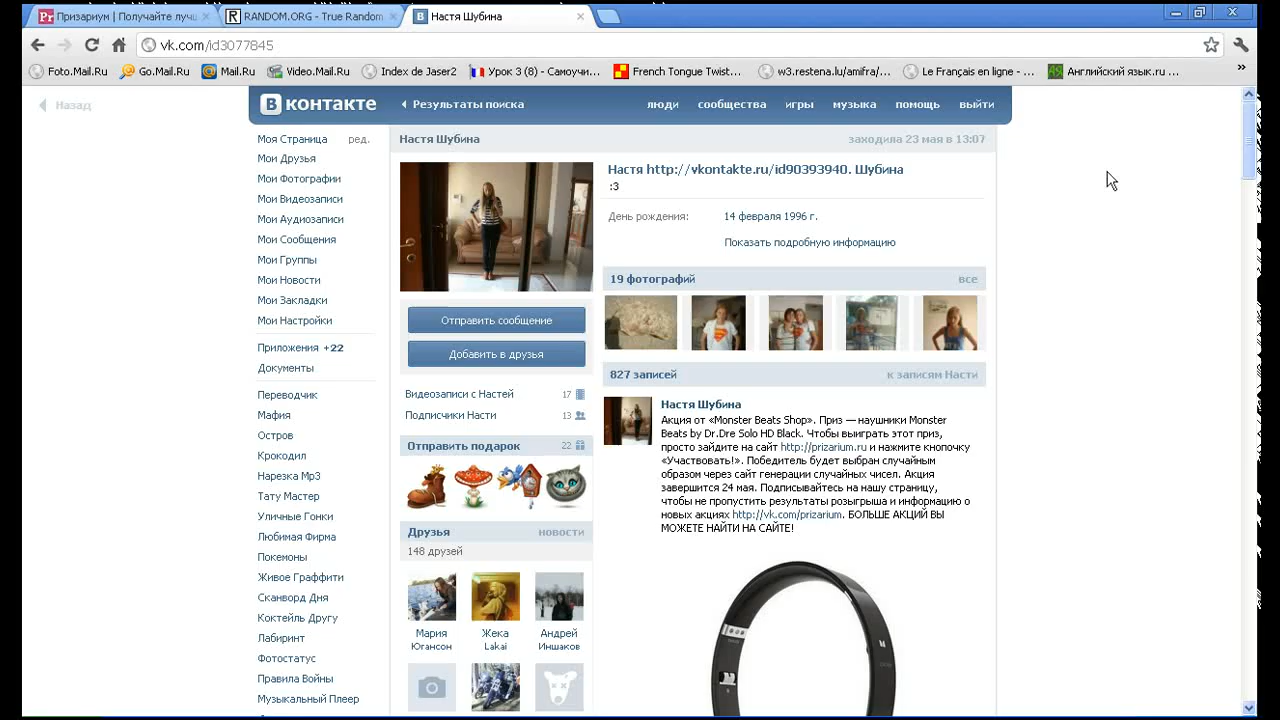 Призариум | Получайте лучш
RANDOM.ORG - True Random
Настя Шубина
vk.com/id3077845
Foto.Mail.Ru
Go.Mail.Ru
Mail.Ru
Video.Mail.Ru
Index de Jaser2
Урок 3 (8) - Самоучи...
French Tongue Twist...
w3.restena.lu/amifra/...
Le Français en ligne - ...
Английский язык.ru ...
Назад
В контакте
Результаты поиска
люди
сообщества
игры
музыка
помощь
выйти
Моя Страница
ред.
Мои Друзья
Мои Фотографии
Мои Видеозаписи
Мои Аудиозаписи
Мои Сообщения
Мои Группы
Мои Новости
Мои Закладки
Мои Настройки
Приложения +22
Документы
Переводчик
Мафия
Остров
Крокодил
Нарезка Mp3
Тату Мастер
Уличные Гонки
Любимая Фирма
Покемоны
Живое Граффити
Сканворд Дня
Коктейль Другу
Лабиринт
Фотостатус
Правила Войны
Музыкальный Плеер
Настя Шубина
заходила 23 мая в 13:07
Отправить сообщение
Добавить в друзья
Видеозаписи с Настей 17
Подписчики Насти 13
Отправить подарок 22
Друзья
новости
148 друзей
Мария
Югансон
Жека
Lakai
Андрей
Иншаков
Настя http://vkontakte.ru/id90393940. Шубина
:3
День рождения: 14 февраля 1996 г.
Показать подробную информацию
19 фотографий
все
827 записей
к записям Насти
Настя Шубина
Акция от «Monster Beats Shop». Приз — наушники Monster
Beats by Dr.Dre Solo HD Black. Чтобы выиграть этот приз,
просто зайдите на сайт http://prizarium.ru и нажмите кнопочку
«Участвовать!». Победитель будет выбран случайным
образом через сайт генерации случайных чисел. Акция
завершится 24 мая. Подписывайтесь на нашу страницу,
чтобы не пропустить результаты розыгрыша и информацию о
новых акциях http://vk.com/prizarium. БОЛЬШЕ АКЦИЙ ВЫ
МОЖЕТЕ НАЙТИ НА САЙТЕ!